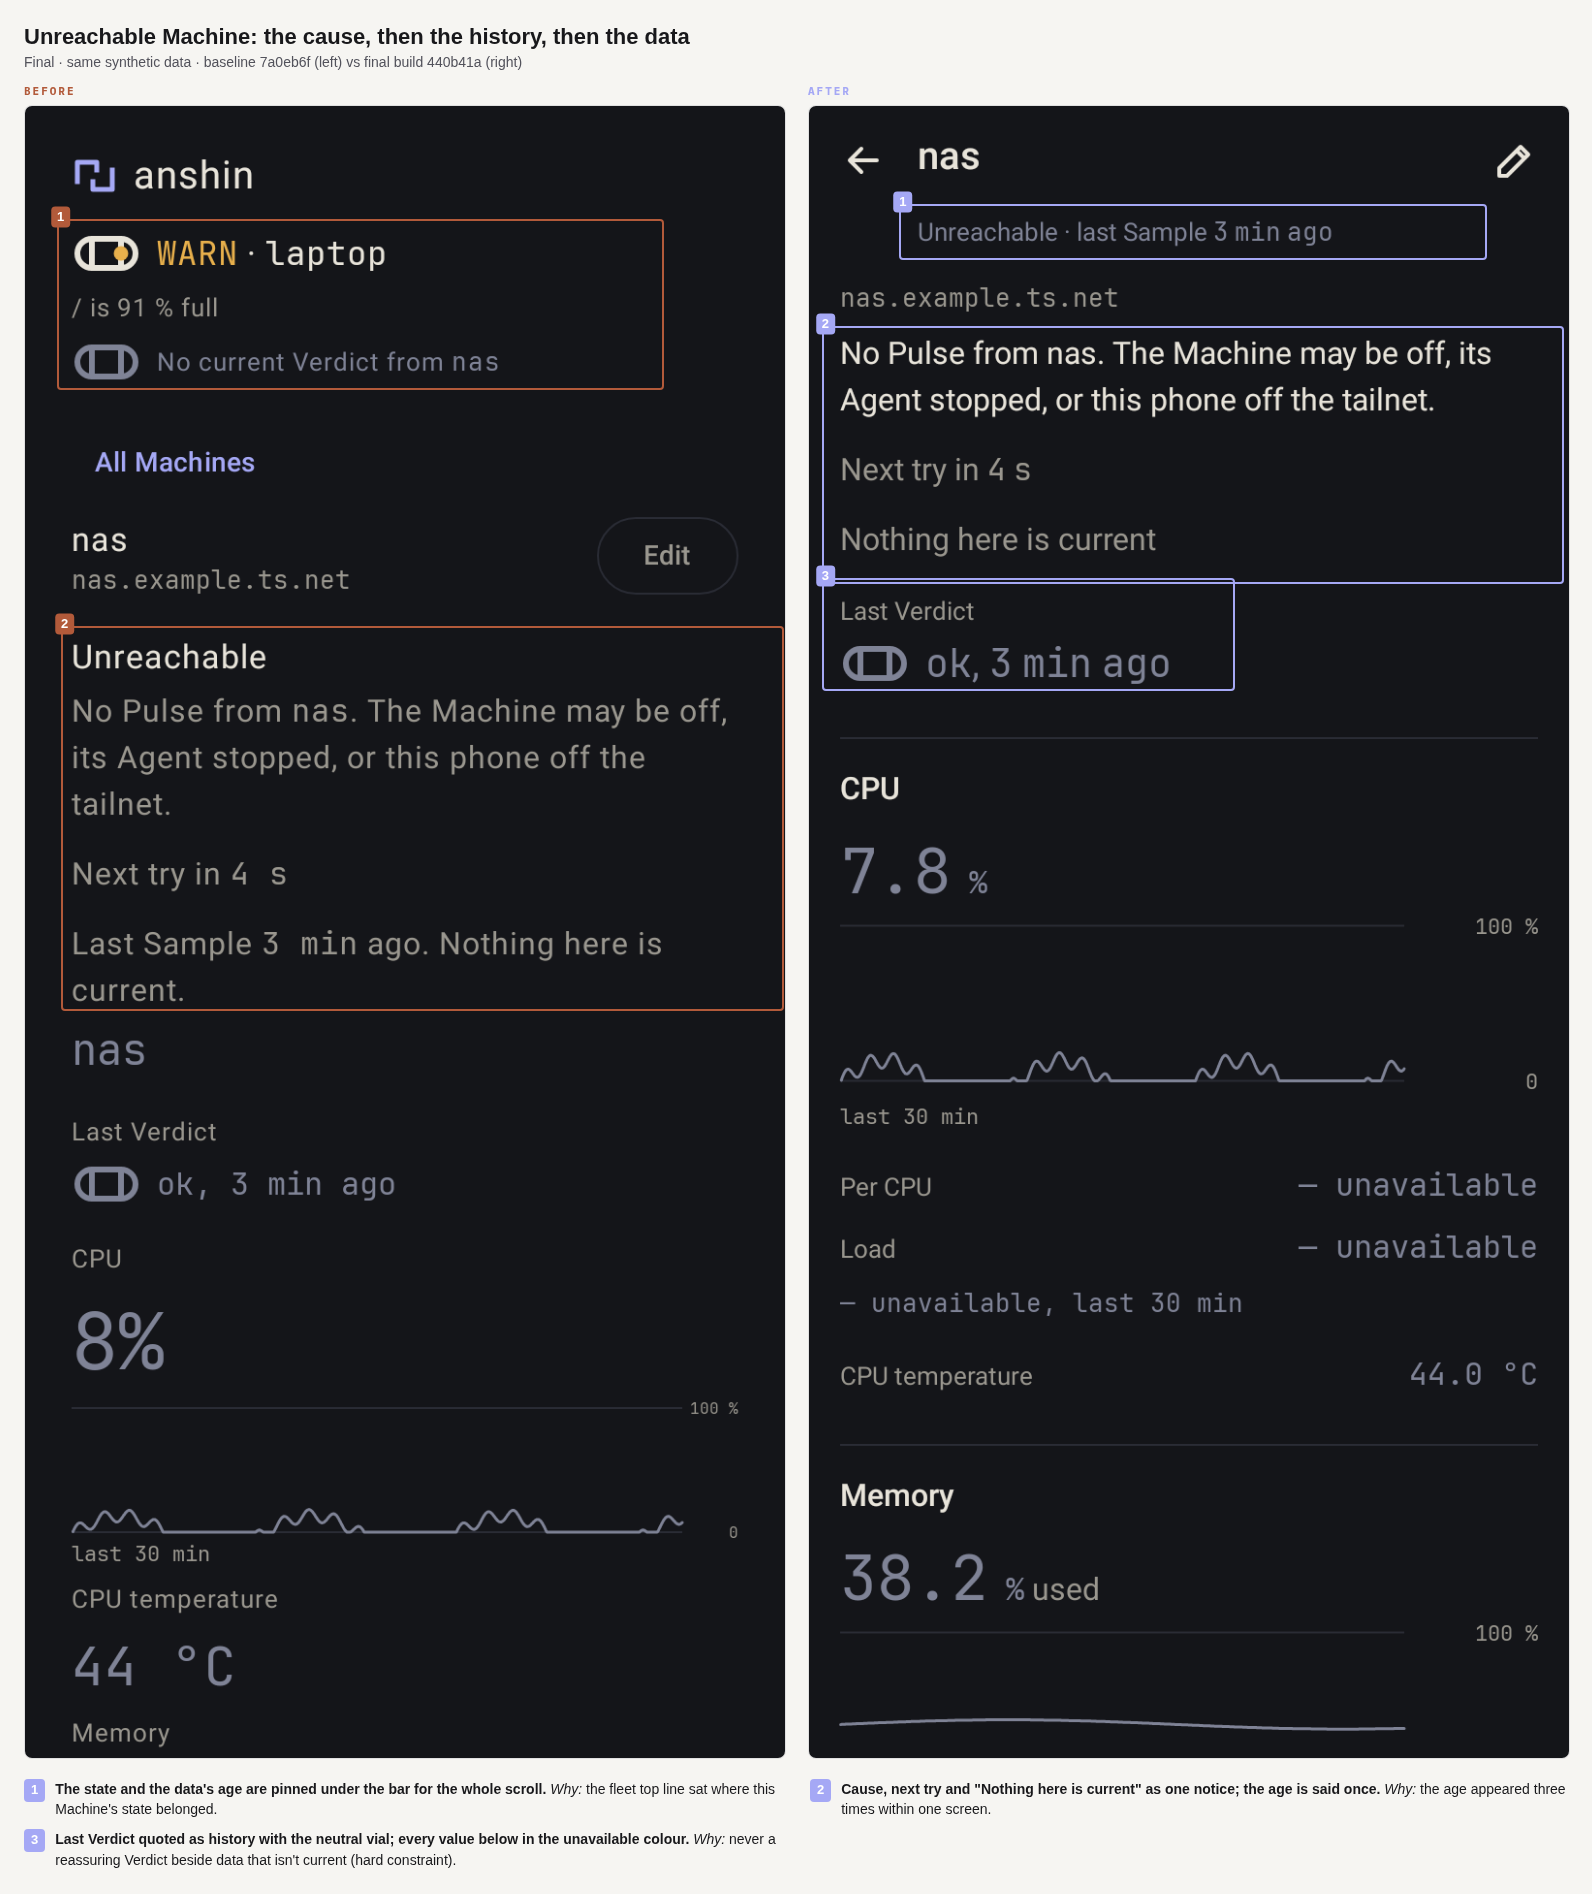 Unreachable Machine: the cause, then the history, then the data
Final · same synthetic data · baseline 7a0eb6f (left) vs final build 440b41a (right)
BEFORE
anshin
1
WARN · laptop
/ is 91 % full
No current Verdict from nas
All Machines
nas
nas.example.ts.net
Edit
2
Unreachable
No Pulse from nas. The Machine may be off,
its Agent stopped, or this phone off the
tailnet.
Next try in 4 s
Last Sample 3 min ago. Nothing here is
current.
nas
Last Verdict
ok, 3 min ago
CPU
8%
100 %
0
last 30 min
CPU temperature
44 °C
Memory
AFTER
nas
1
Unreachable · last Sample 3 min ago
nas.example.ts.net
2
No Pulse from nas. The Machine may be off, its
Agent stopped, or this phone off the tailnet.
Next try in 4 s
Nothing here is current
3
Last Verdict
ok, 3 min ago
CPU
7.8 %
100 %
0
last 30 min
Per CPU — unavailable
Load — unavailable
— unavailable, last 30 min
CPU temperature 44.0 °C
Memory
38.2 % used
100 %
1 The state and the data's age are pinned under the bar for the whole scroll. Why: the fleet top line sat where this
Machine's state belonged.
2 Cause, next try and "Nothing here is current" as one notice; the age is said once. Why: the age appeared three
times within one screen.
3 Last Verdict quoted as history with the neutral vial; every value below in the unavailable colour. Why: never a
reassuring Verdict beside data that isn't current (hard constraint).